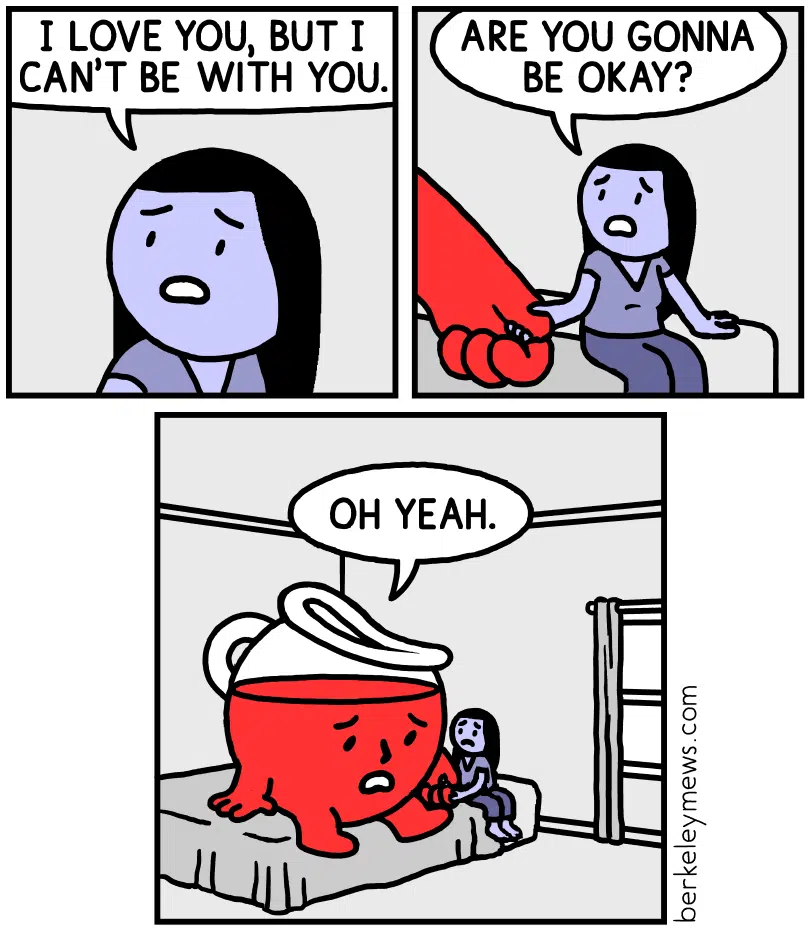 I LOVE YOU, BUT I
CAN'T BE WITH YOU.
ARE YOU GONNA
BE OKAY?
OH YEAH.
berkeleymews.com